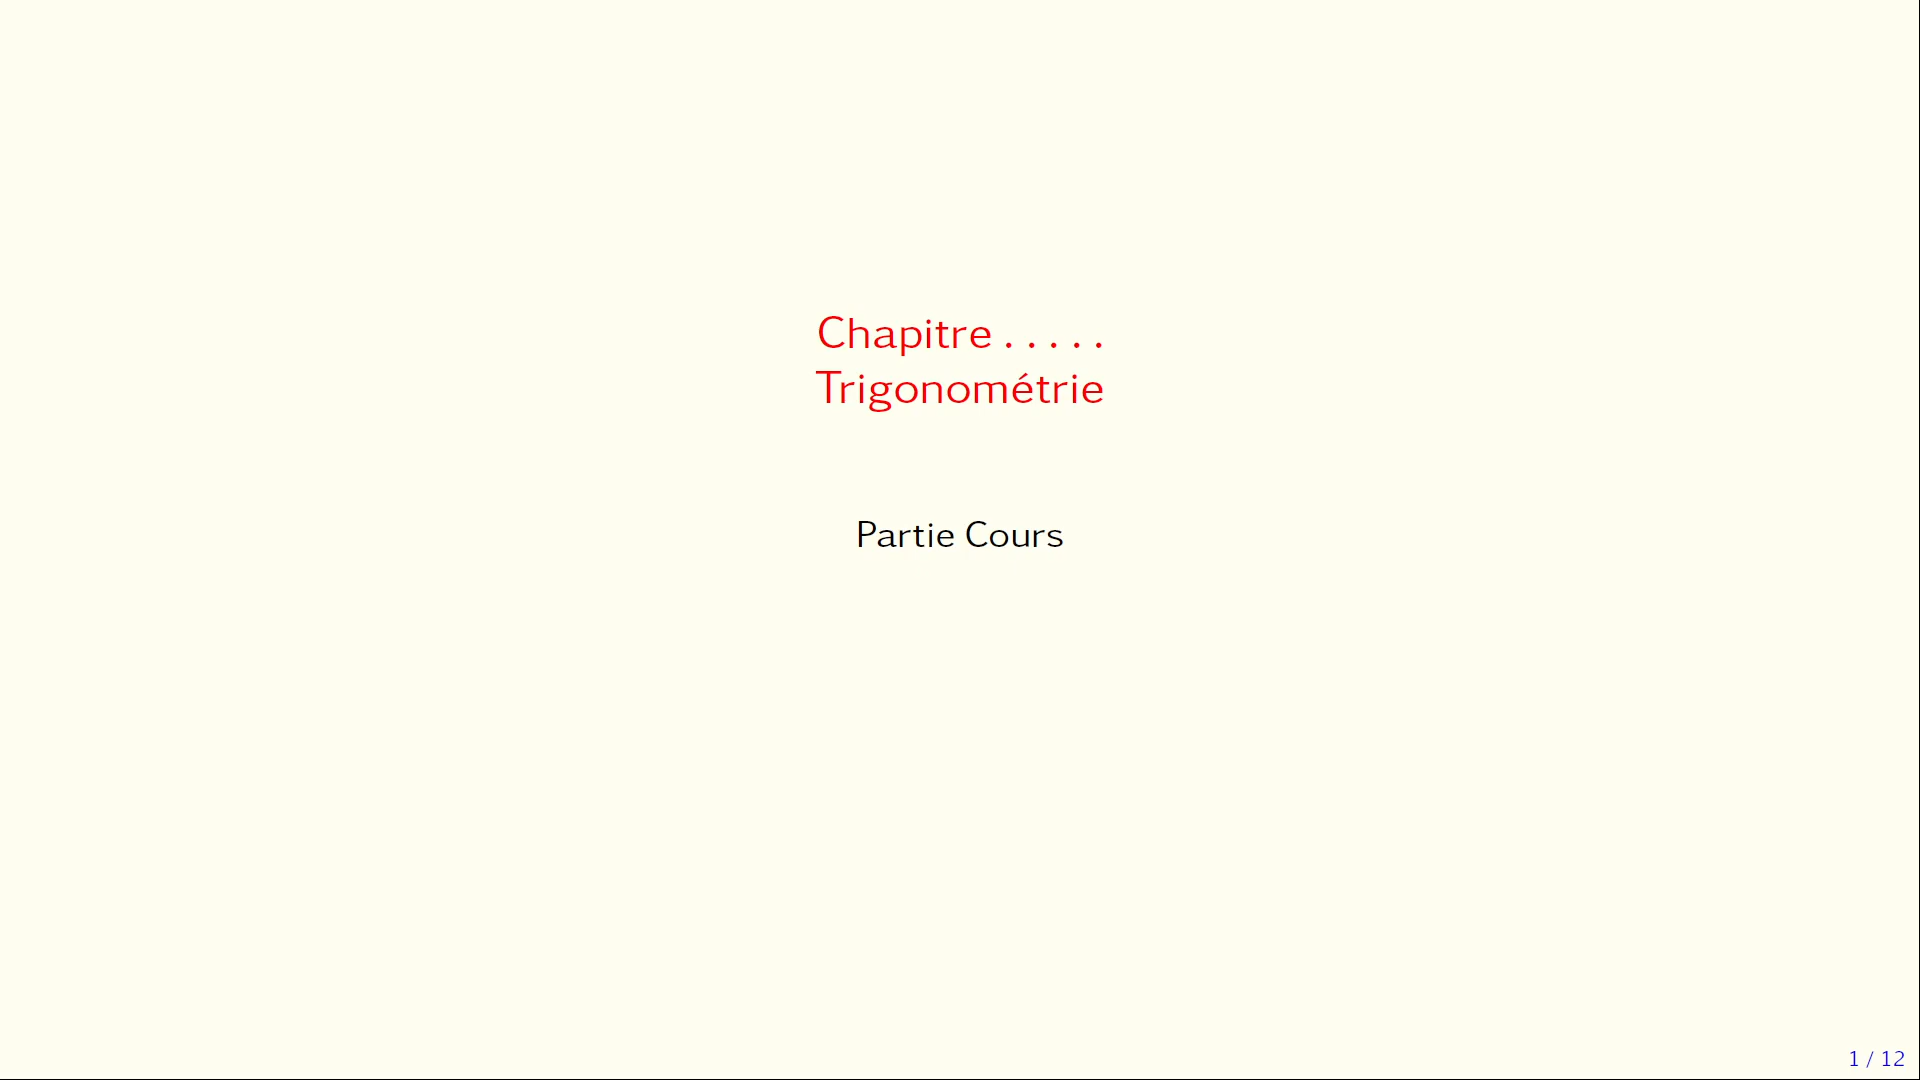 Chapitre . . . . .
Trigonométrie
Partie Cours
1 / 12